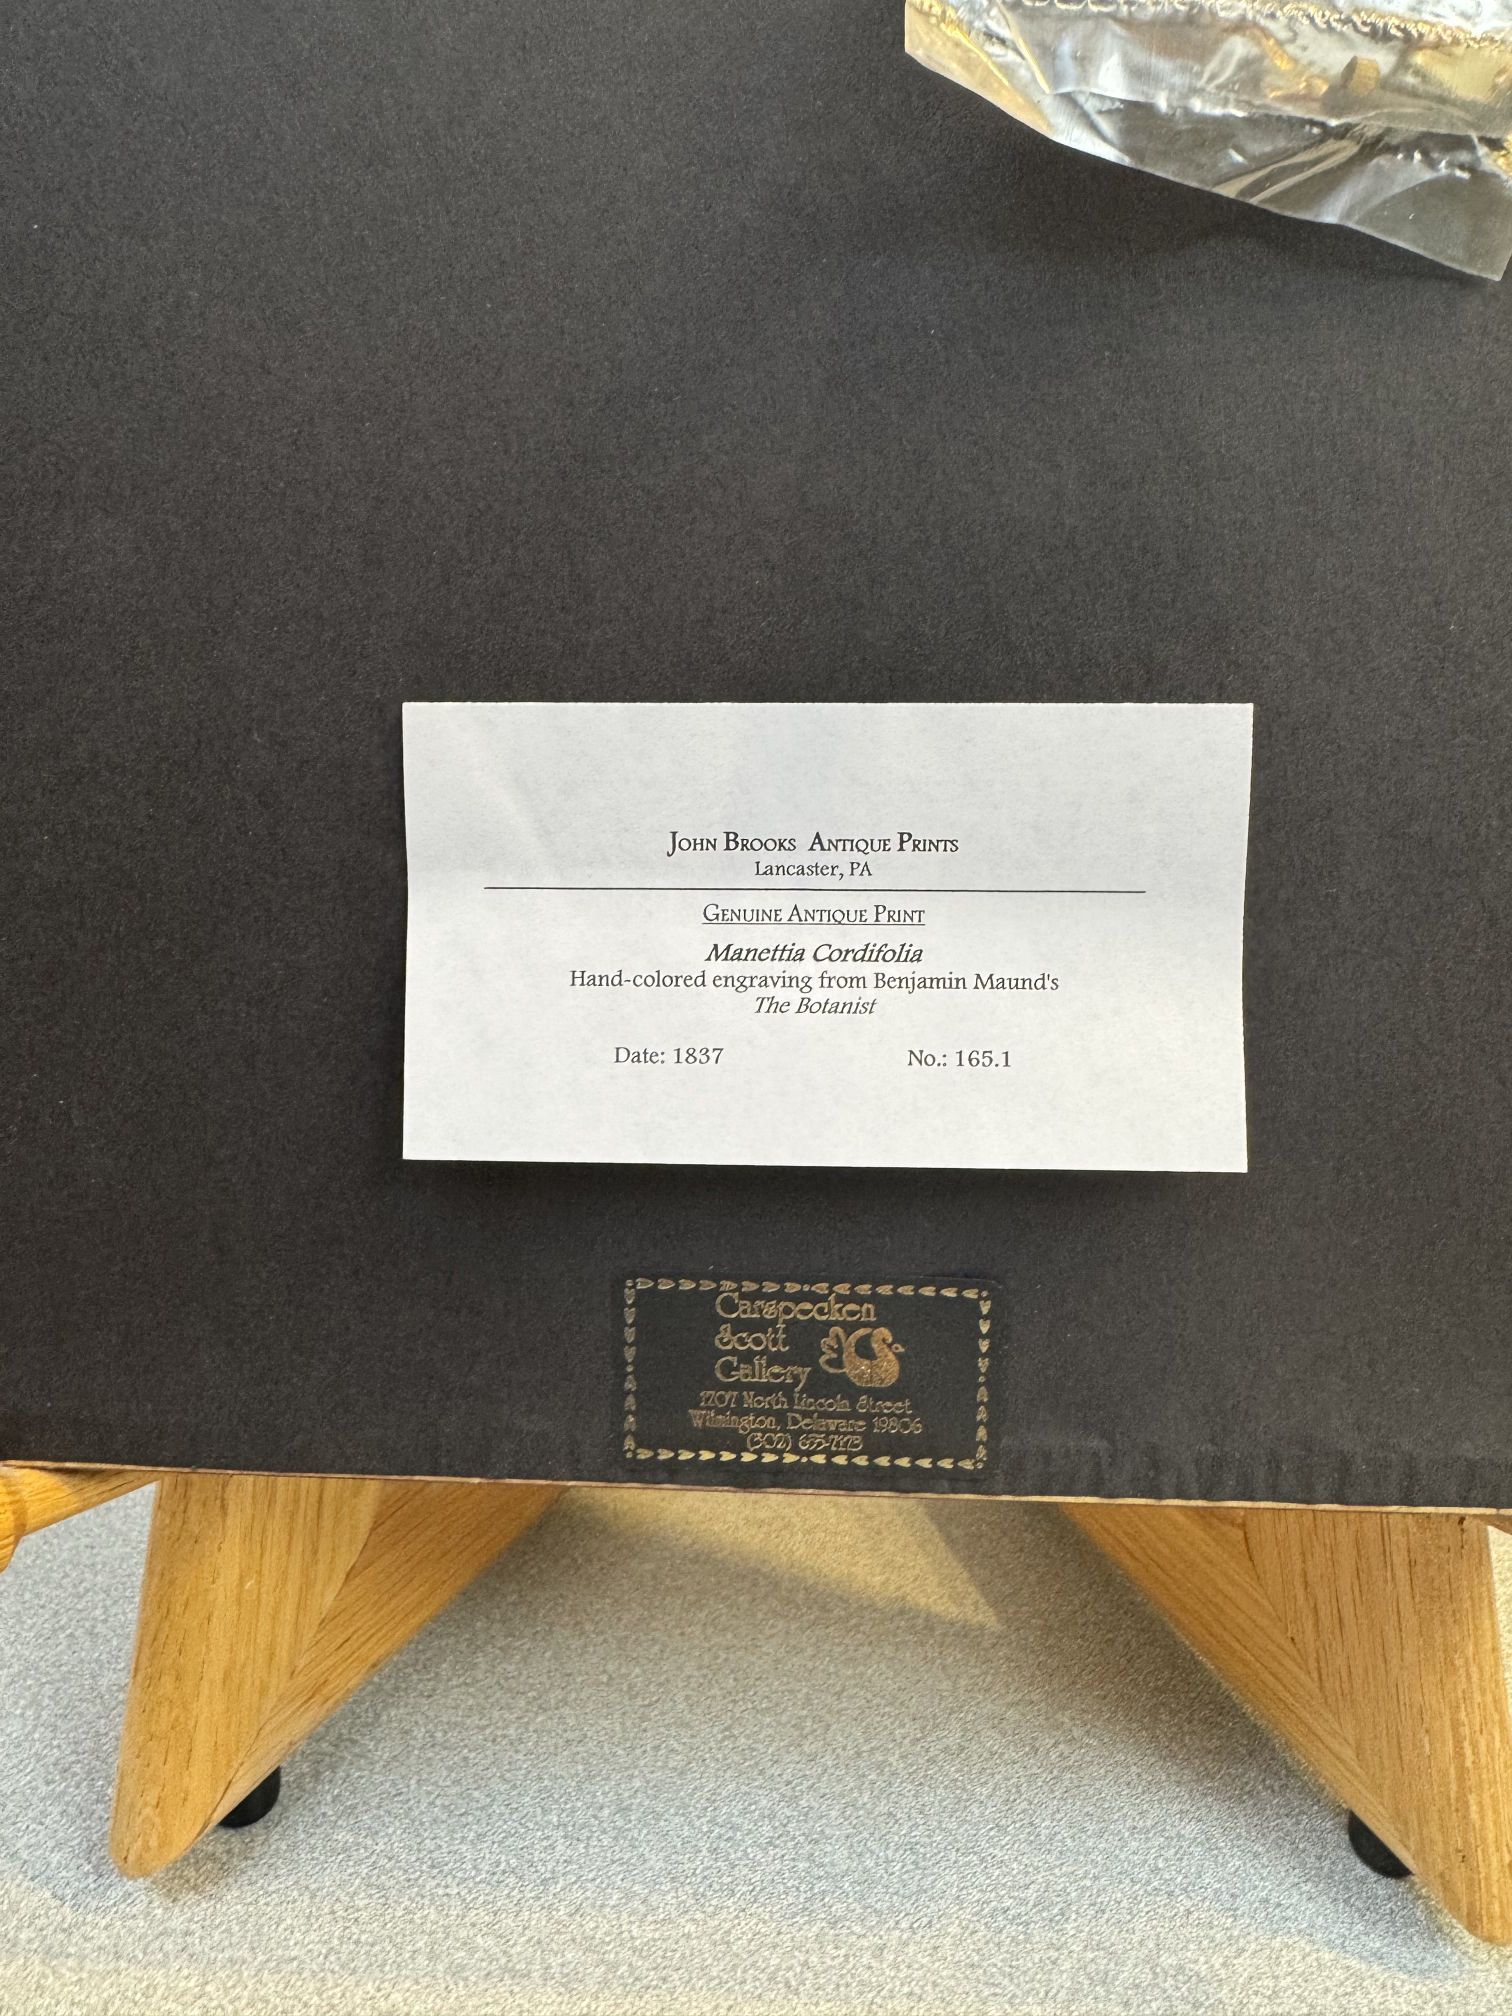 John Brooks Antique Prints
Lancaster, PA
Genuine Antique Print
Manettia Cordifolia
Hand-colored engraving from Benjamin Maund's
The Botanist
Date: 1837 No.: 165.1
Carspecken
Scott
Gallery
1707 North Lincoln Street
Wilmington, Delaware 19806
(302)